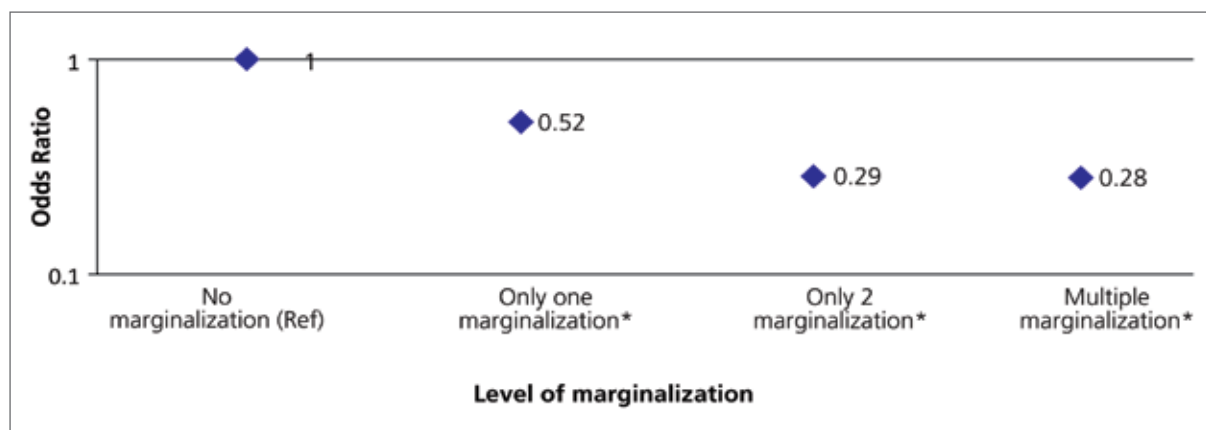 1
1
0.52
0.29
0.28
0.1
Odds Ratio
No
marginalization (Ref)
Only one
marginalization*
Only 2
marginalization*
Multiple
marginalization*
Level of marginalization